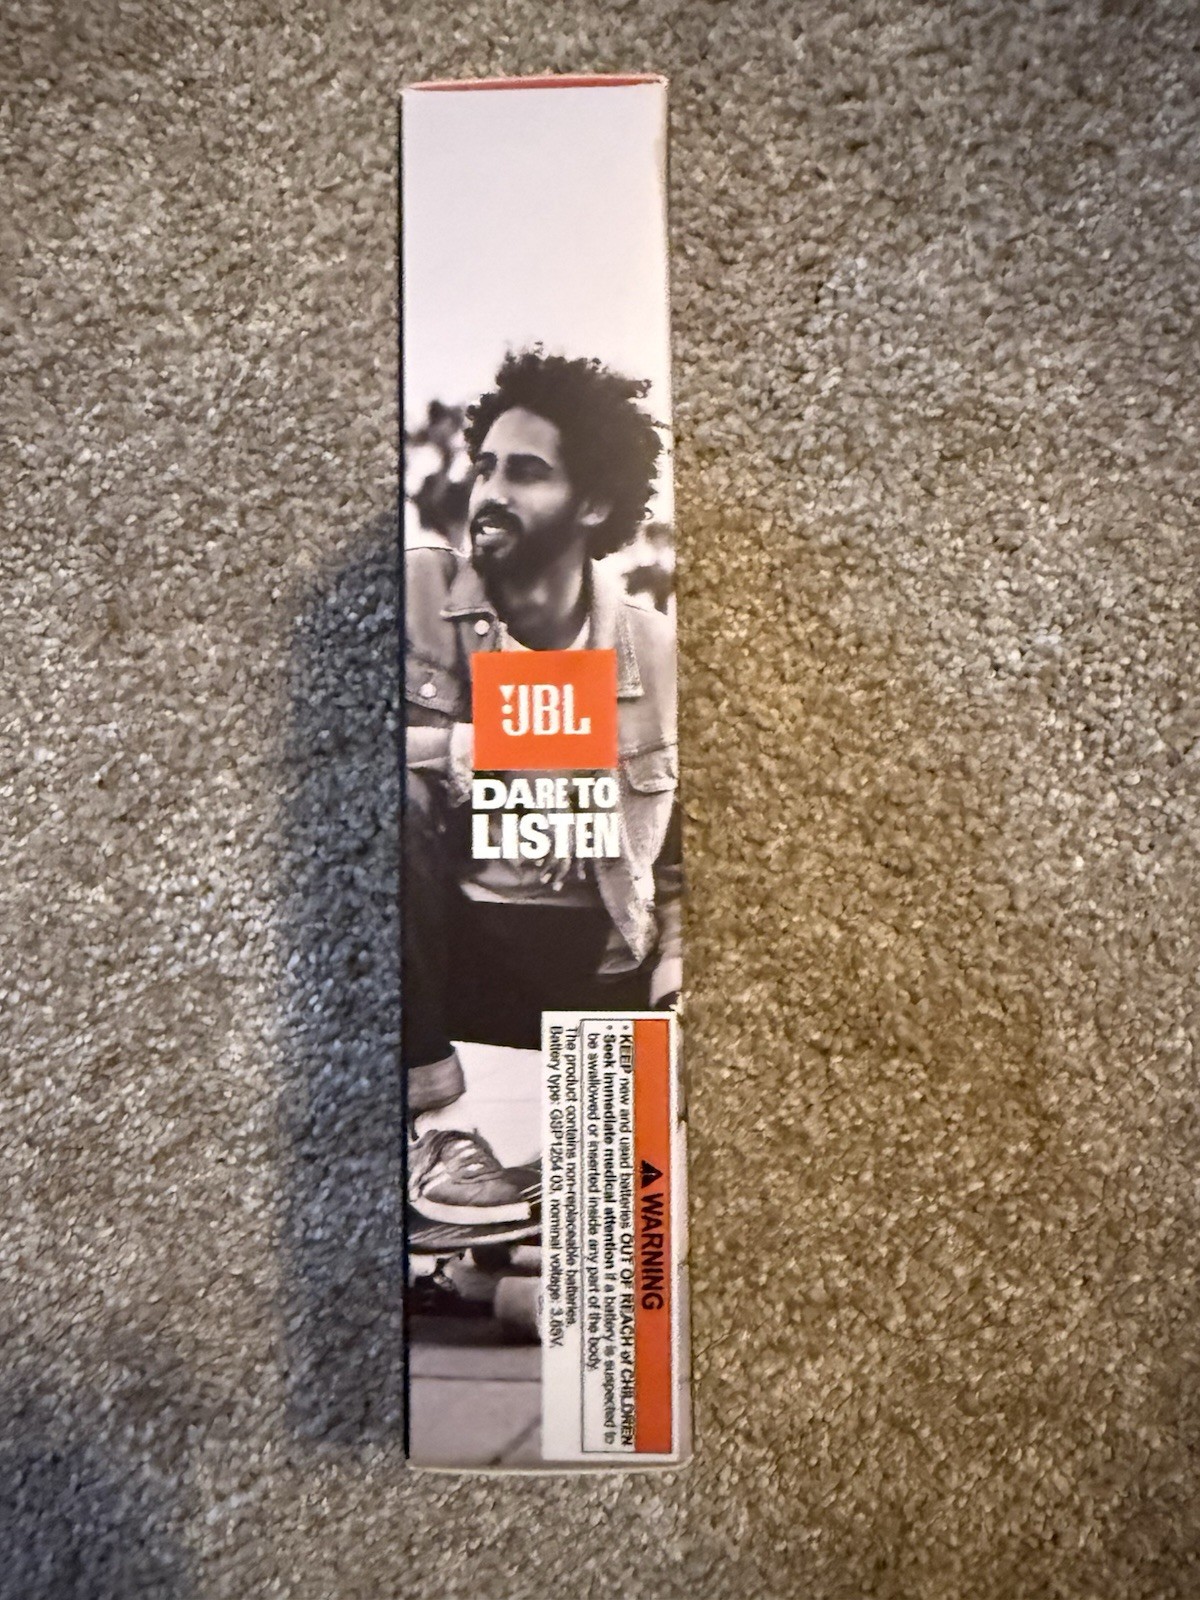 JBL
DARE TO
LISTEN
WARNING
• KEEP new and used batteries OUT OF REACH of CHILDREN
• Seek immediate medical attention if a battery is suspected to
be swallowed or inserted inside any part of the body.
The product contains non-replaceable batteries.
Battery type: GSP1254 03, nominal voltage: 3.85V.